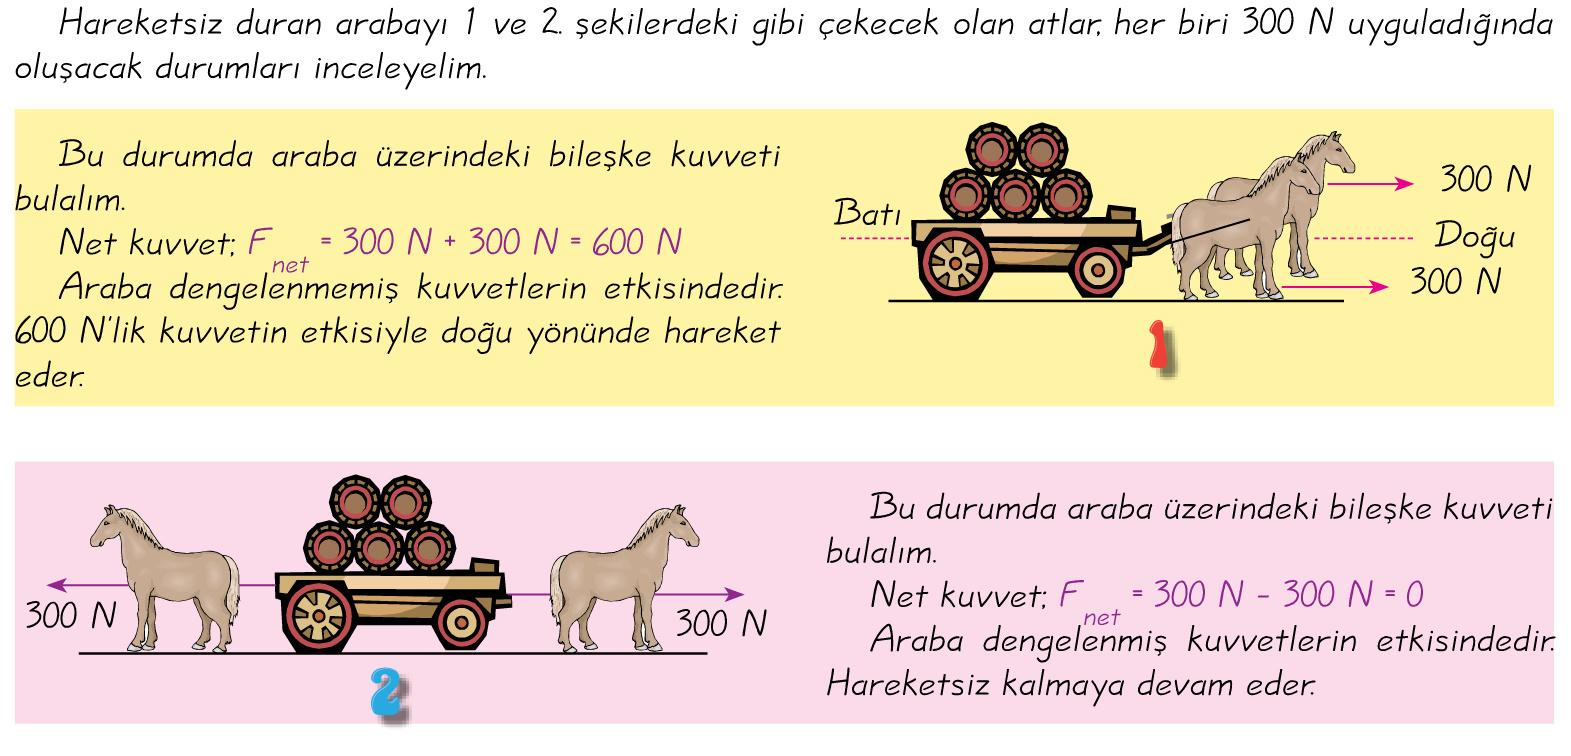 Hareketsiz duran arabayı 1 ve 2. şekilerdeki gibi çekecek olan atlar, her biri 300 N uyguladığında
oluşacak durumları inceleyelim.
Bu durumda araba üzerindeki bileşke kuvveti
bulalım.
Net kuvvet; F net = 300 N + 300 N = 600 N
Araba dengelenmemiş kuvvetlerin etkisindedir.
600 N'lik kuvvetin etkisiyle doğu yönünde hareket
eder.
Batı
300 N
Doğu
300 N
1
300 N
300 N
2
Bu durumda araba üzerindeki bileşke kuvveti
bulalım.
Net kuvvet; F net = 300 N - 300 N = 0
Araba dengelenmiş kuvvetlerin etkisindedir.
Hareketsiz kalmaya devam eder.